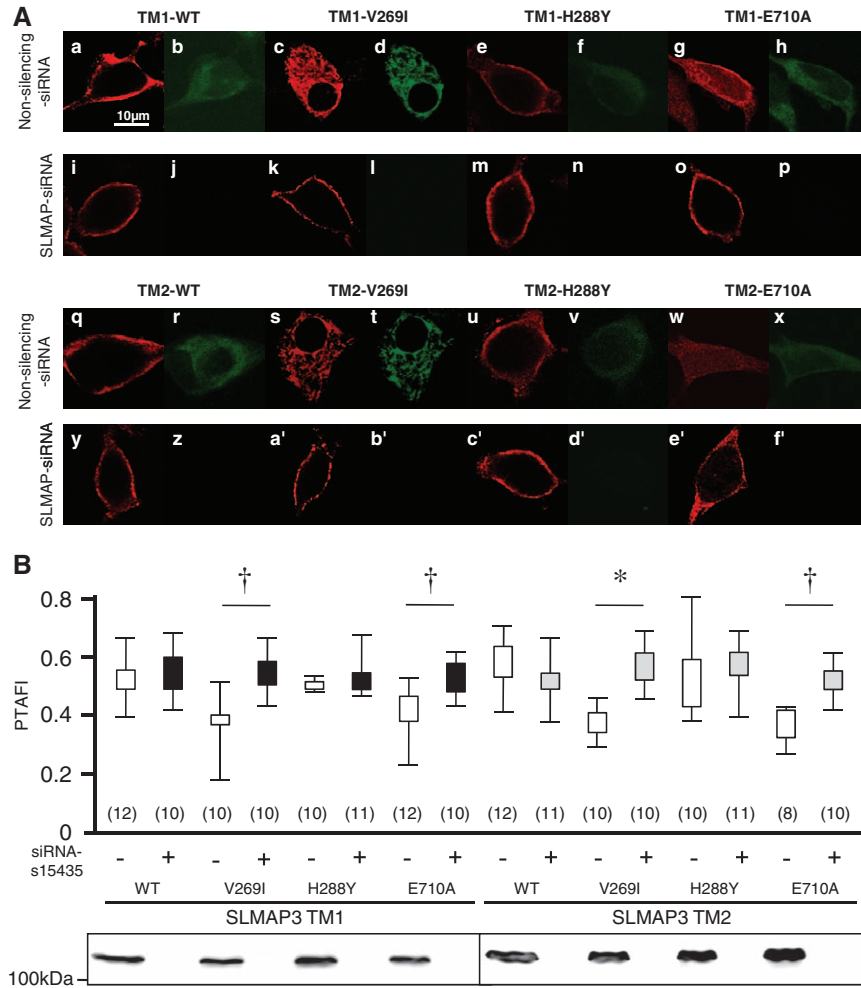 A
TM1-WT TM1-V269I TM1-H288Y TM1-E710A
Non-silencing
-siRNA
a b c d e f g h
10µm
SLMAP-siRNA
i j k l m n o p
TM2-WT TM2-V269I TM2-H288Y TM2-E710A
Non-silencing
-siRNA
q r s t u v w x
SLMAP-siRNA
y z a' b' c' d' e' f'
B
† † * †
PTAFI
0.8
0.6
0.4
0.2
0
(12) (10) (10) (10) (10) (11) (12) (10) (12) (11) (10) (10) (10) (11) (8) (10)
siRNA-
s15435
- + - + - + - + - + - + - + - +
WT V269I H288Y E710A WT V269I H288Y E710A
SLMAP3 TM1 SLMAP3 TM2
100kDa